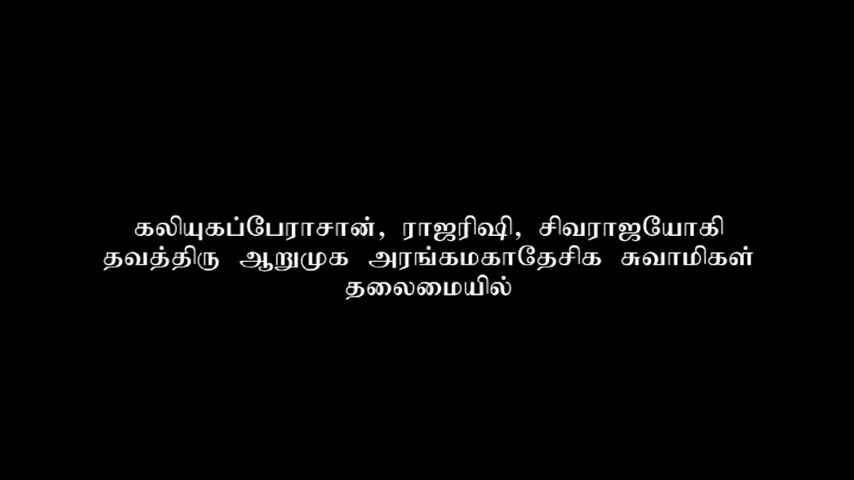 கலியுகப்பேராசான், ராஜரிஷி, சிவராஜயோகி
தவத்திரு ஆறுமுக அரங்கமகாதேசிக சுவாமிகள்
தலைமையில்